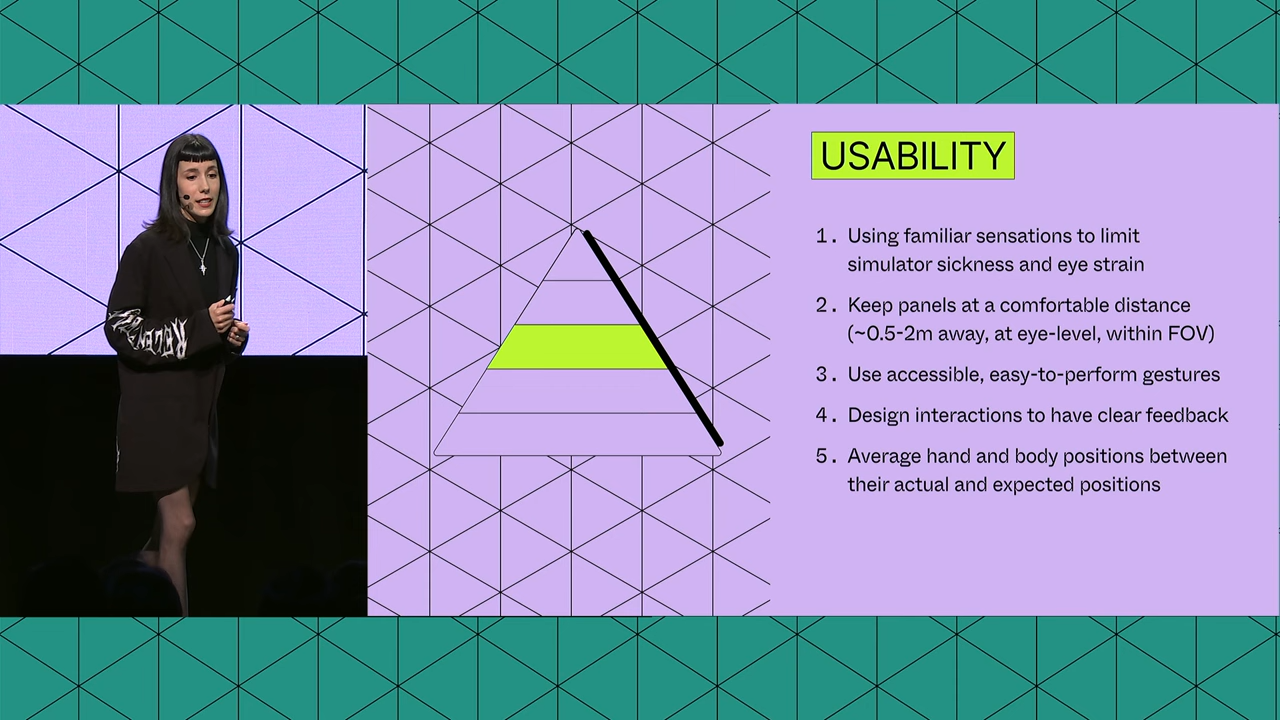 USABILITY
1. Using familiar sensations to limit
simulator sickness and eye strain
2. Keep panels at a comfortable distance
(~0.5-2m away, at eye-level, within FOV)
3. Use accessible, easy-to-perform gestures
4. Design interactions to have clear feedback
5. Average hand and body positions between
their actual and expected positions